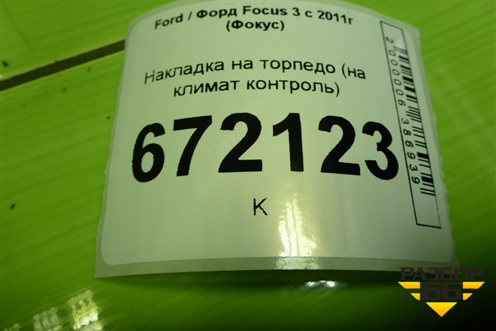 Ford / Форд Focus 3 с 2011г
(Фокус)
Накладка на торпедо (на
климат контроль)
672123
К
2000006386939
РАЗБОР
66